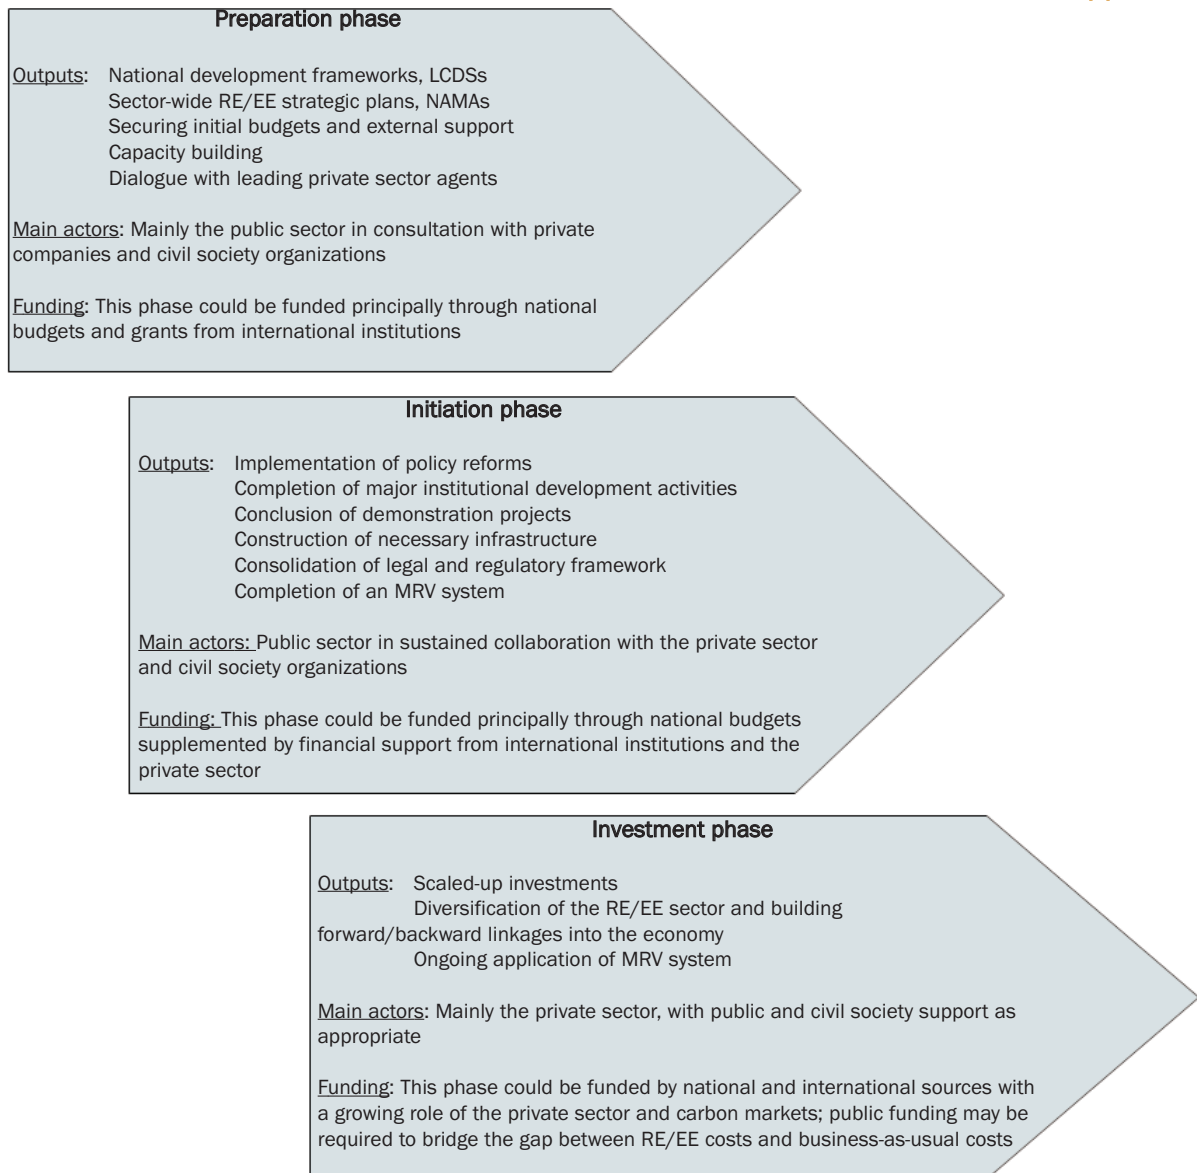 Preparation phase
Outputs: National development frameworks, LCDSs
Sector-wide RE/EE strategic plans, NAMAs
Securing initial budgets and external support
Capacity building
Dialogue with leading private sector agents
Main actors: Mainly the public sector in consultation with private
companies and civil society organizations
Funding: This phase could be funded principally through national
budgets and grants from international institutions
Initiation phase
Outputs: Implementation of policy reforms
Completion of major institutional development activities
Conclusion of demonstration projects
Construction of necessary infrastructure
Consolidation of legal and regulatory framework
Completion of an MRV system
Main actors: Public sector in sustained collaboration with the private sector
and civil society organizations
Funding: This phase could be funded principally through national budgets
supplemented by financial support from international institutions and the
private sector
Investment phase
Outputs: Scaled-up investments
Diversification of the RE/EE sector and building
forward/backward linkages into the economy
Ongoing application of MRV system
Main actors: Mainly the private sector, with public and civil society support as
appropriate
Funding: This phase could be funded by national and international sources with
a growing role of the private sector and carbon markets; public funding may be
required to bridge the gap between RE/EE costs and business-as-usual costs